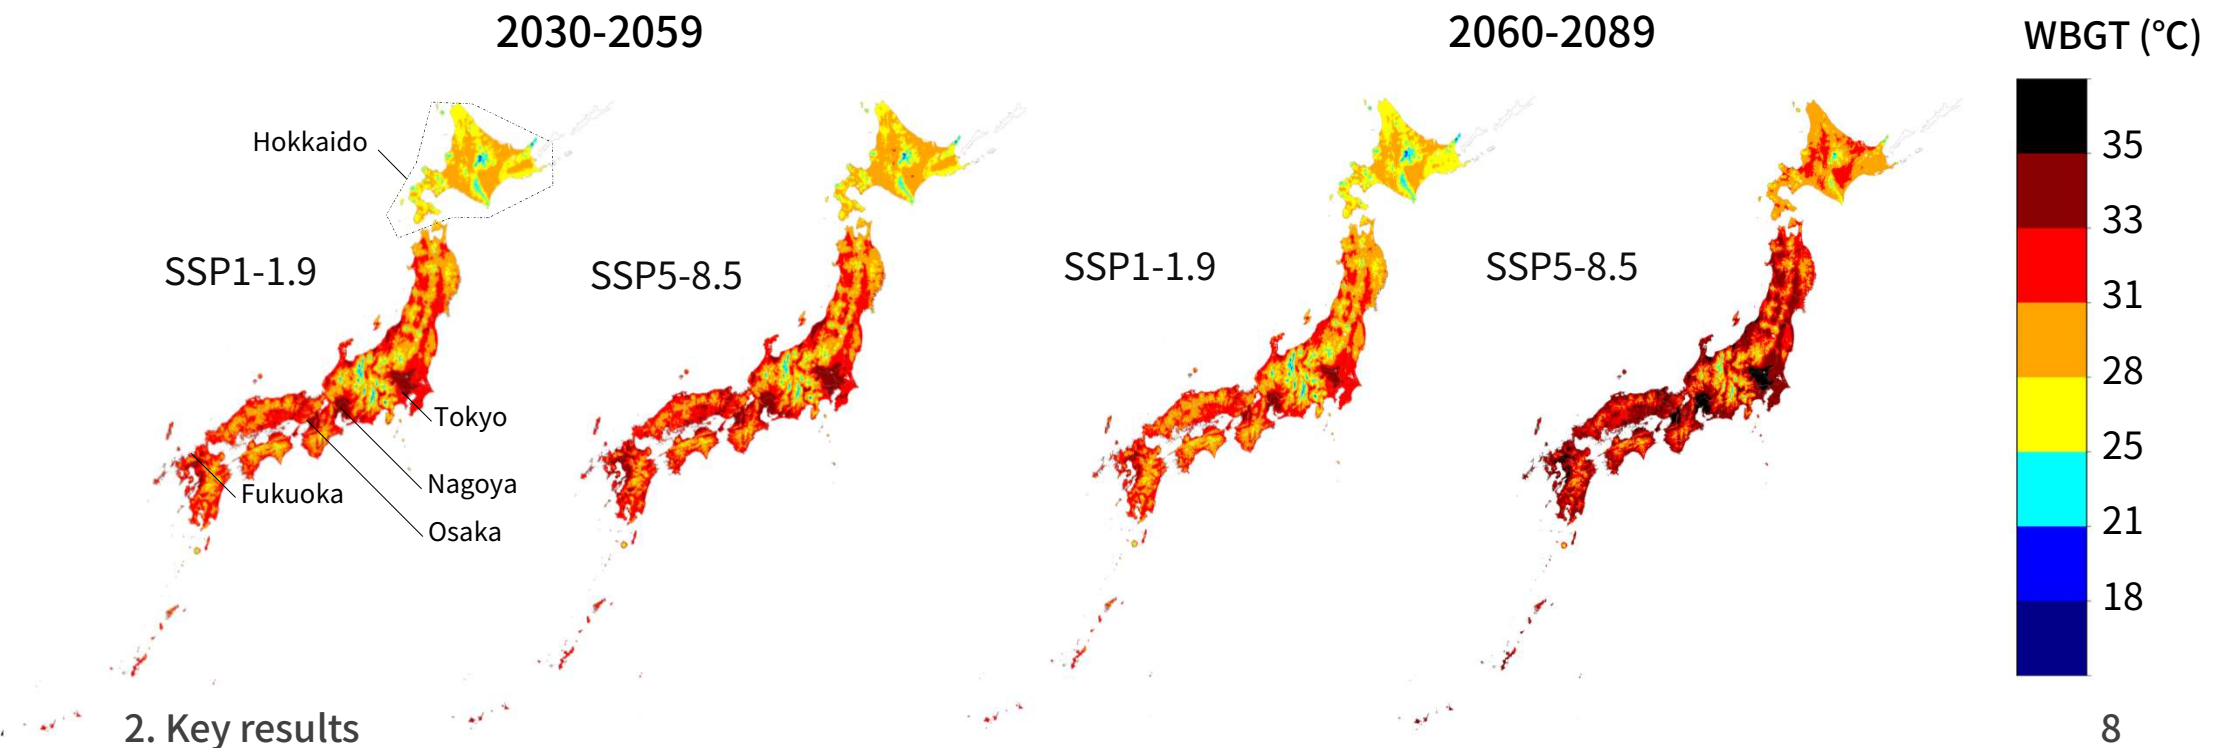 2030-2059
2060-2089
WBGT (°C)
Hokkaido
SSP1-1.9
SSP5-8.5
SSP1-1.9
SSP5-8.5
Tokyo
Nagoya
Fukuoka
Osaka
35
33
31
28
25
21
18
2. Key results
8